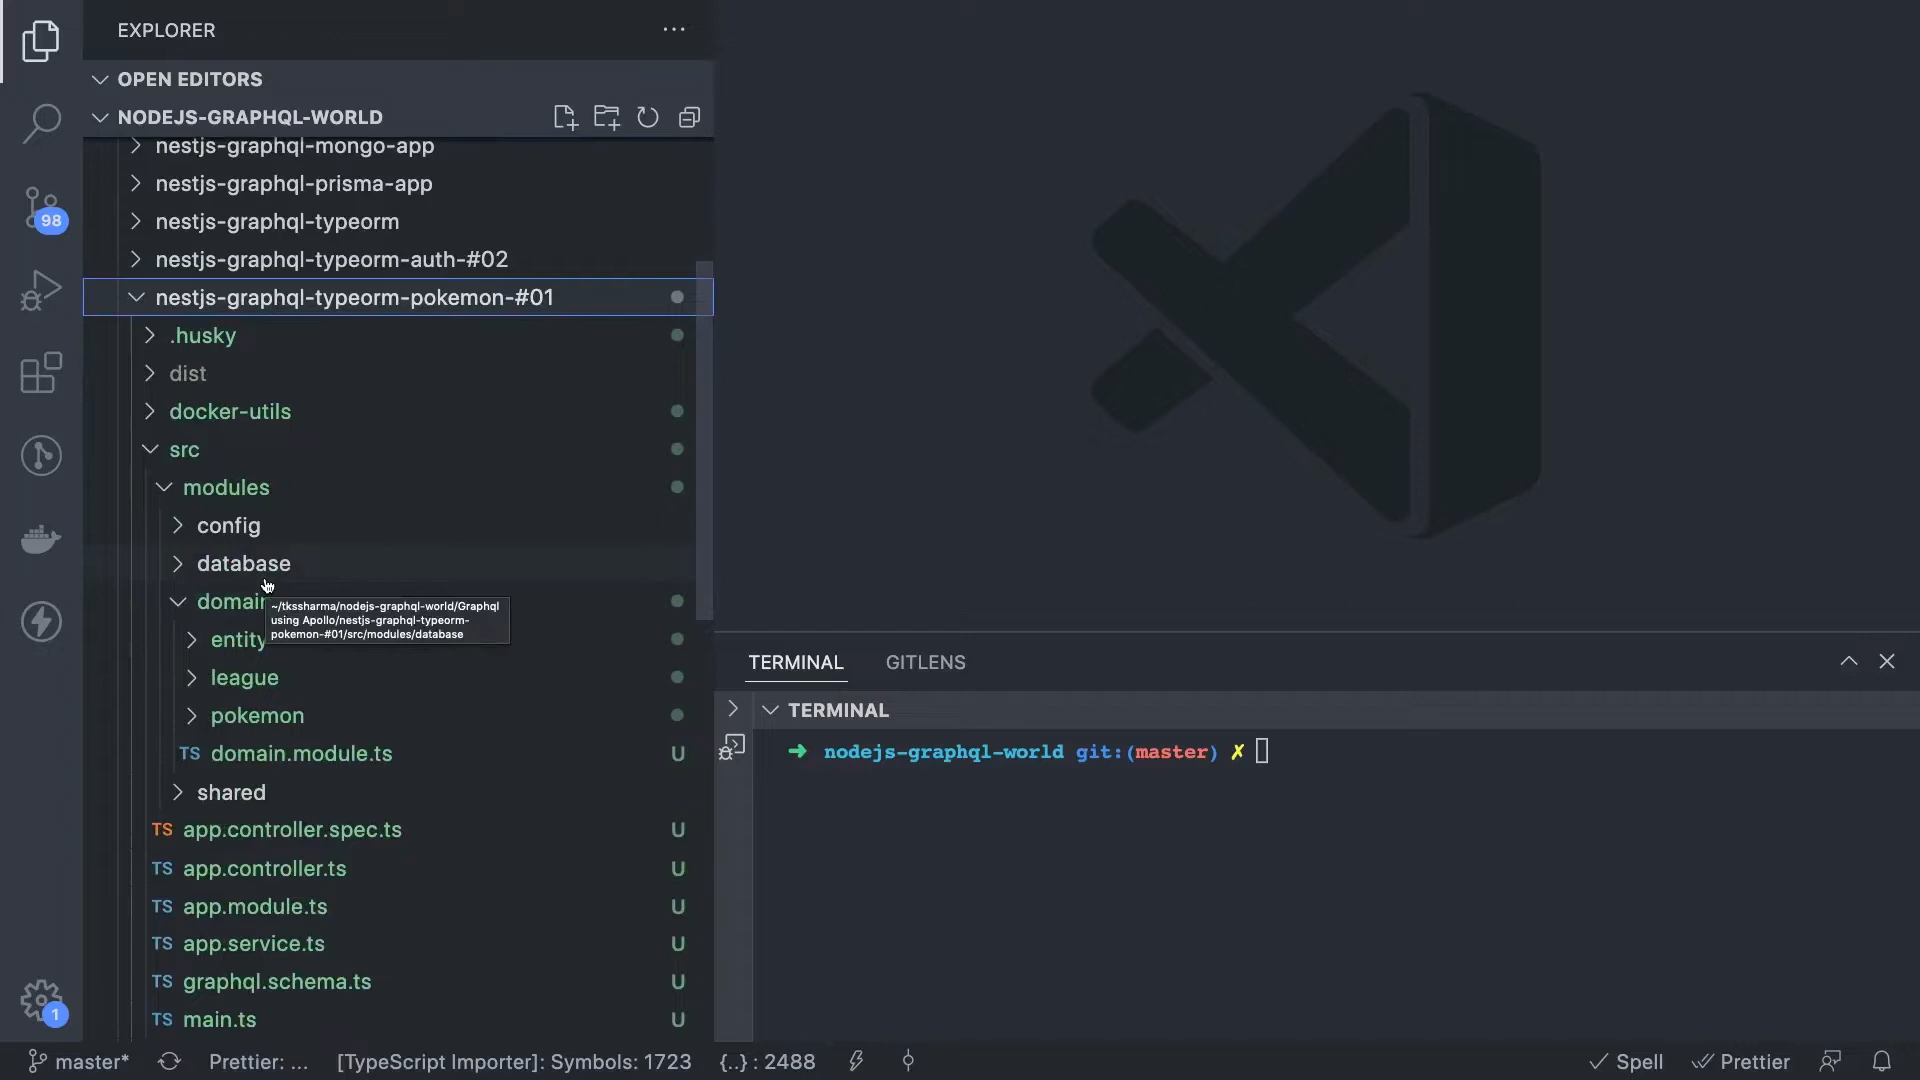 EXPLORER
OPEN EDITORS
NODEJS-GRAPHQL-WORLD
nestjs-graphql-mongo-app
nestjs-graphql-prisma-app
98
nestjs-graphql-typeorm
nestjs-graphql-typeorm-auth-#02
nestjs-graphql-typeorm-pokemon-#01
.husky
dist
docker-utils
src
modules
config
database
domain
~/tkssharma/nodejs-graphql-world/Graphql
using Apollo/nestjs-graphql-typeorm-
pokemon-#01/src/modules/database
entity
league
pokemon
TS domain.module.ts U
shared
TS app.controller.spec.ts U
TS app.controller.ts U
TS app.module.ts U
TS app.service.ts U
TS graphql.schema.ts U
TS main.ts U
1
TERMINAL GITLENS
TERMINAL
➜ nodejs-graphql-world git:(master) ✗
master* Prettier: ... [TypeScript Importer]: Symbols: 1723 {..} : 2488 Spell Prettier